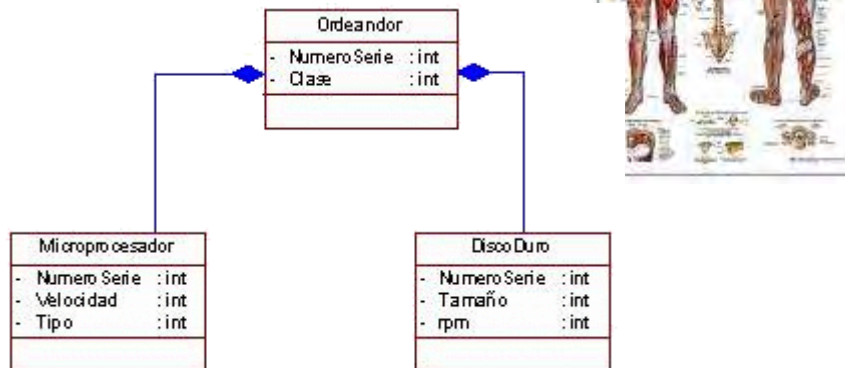 Ordeandor
- NumeroSerie : int
- Clase : int
Microprocesador
- NumeroSerie : int
- Velocidad : int
- Tipo : int
DiscoDuro
- NumeroSerie : int
- Tamaño : int
- rpm : int